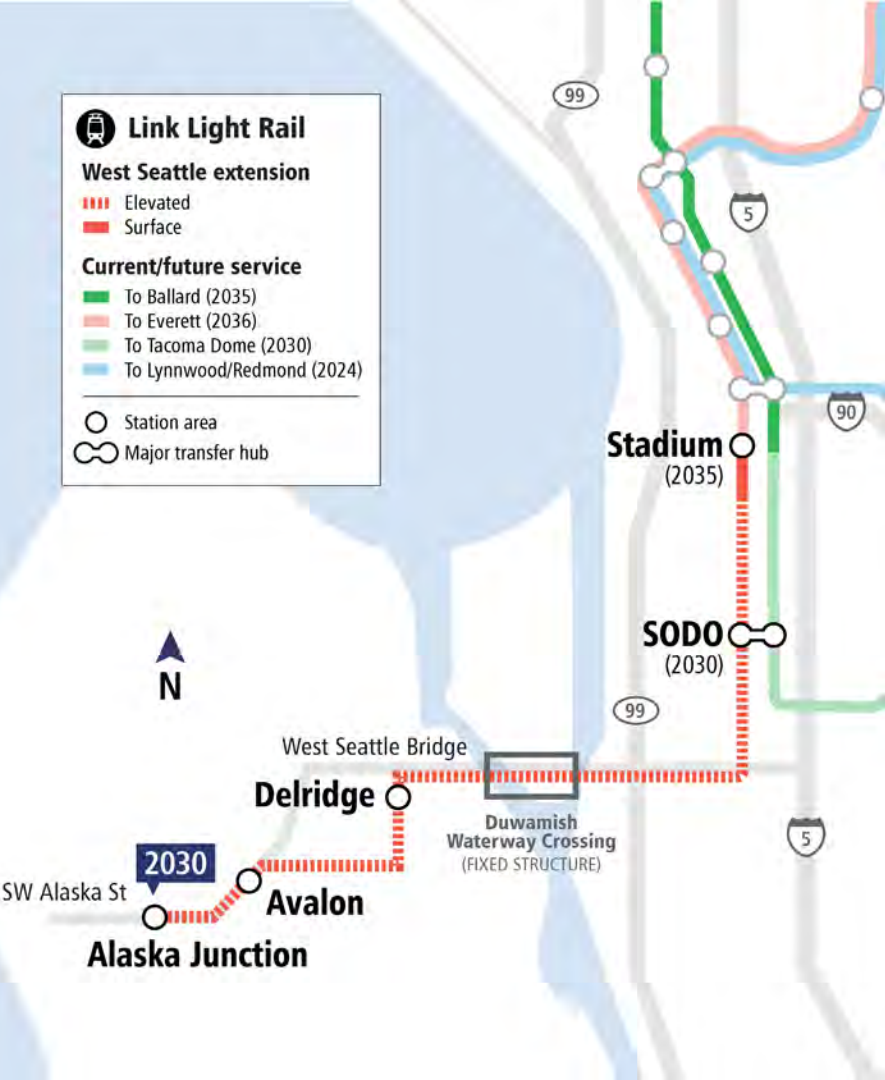 Link Light Rail
West Seattle extension
Elevated
Surface
Current/future service
To Ballard (2035)
To Everett (2036)
To Tacoma Dome (2030)
To Lynnwood/Redmond (2024)
Station area
Major transfer hub
99
5
90
Stadium
(2035)
SODO
(2030)
N
99
West Seattle Bridge
Delridge
Duwamish
Waterway Crossing
(FIXED STRUCTURE)
5
2030
SW Alaska St
Avalon
Alaska Junction